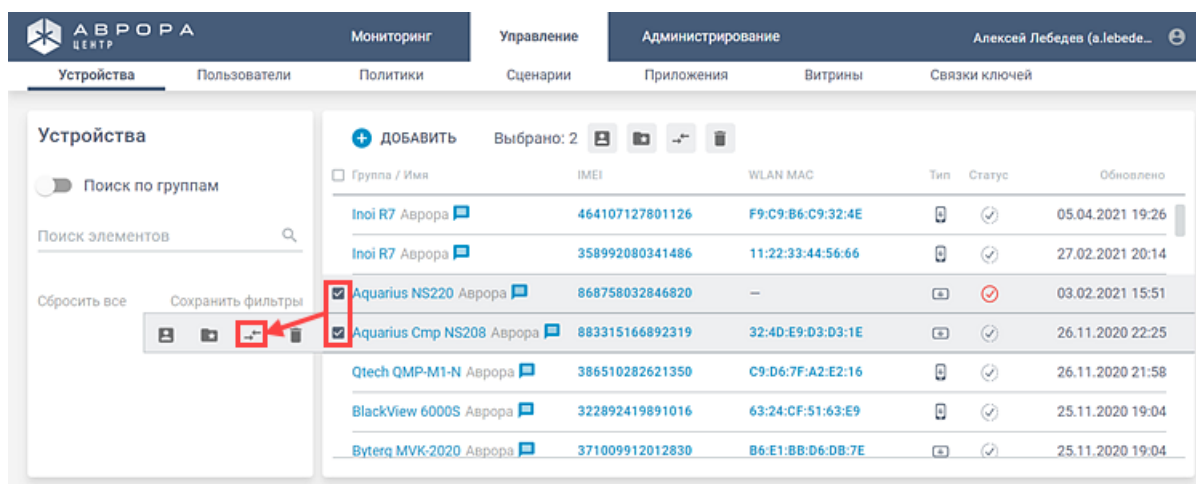 АВРОРА
ЦЕНТР
Мониторинг Управление Администрирование Алексей Лебедев (a.lebede...
Устройства Пользователи Политики Сценарии Приложения Витрины Связки ключей
Устройства
ДОБАВИТЬ Выбрано: 2
Поиск по группам
Группа / Имя IMEI WLAN MAC Тип Статус Обновлено
Inoi R7 Аврора 464107127801126 F9:C9:B6:C9:32:4E 05.04.2021 19:26
Поиск элементов
Inoi R7 Аврора 358992080341486 11:22:33:44:56:66 27.02.2021 20:14
Сбросить все Сохранить фильтры
Aquarius NS220 Аврора 868758032846820 — 03.02.2021 15:51
Aquarius Cmp NS208 Аврора 883315166892319 32:4D:E9:D3:D3:1E 26.11.2020 22:25
Qtech QMP-M1-N Аврора 386510282621350 C9:D6:7F:A2:E2:16 26.11.2020 21:58
BlackView 6000S Аврора 322892419891016 63:24:CF:51:63:E9 25.11.2020 19:04
Byterg MVK-2020 Аврора 371009912012830 B6:E1:BB:D6:DB:7E 25.11.2020 19:04